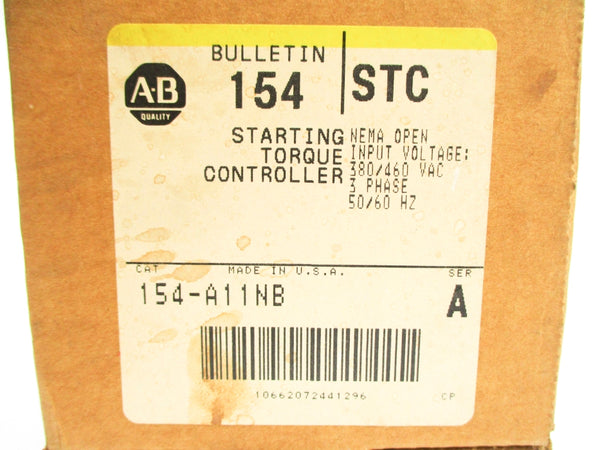 A·B
QUALITY
BULLETIN
154
STC
STARTING
TORQUE
CONTROLLER
NEMA OPEN
INPUT VOLTAGE:
380/460 VAC
3 PHASE
50/60 HZ
CAT MADE IN U.S.A. SER
154-A11NB A
10662072441296 CP